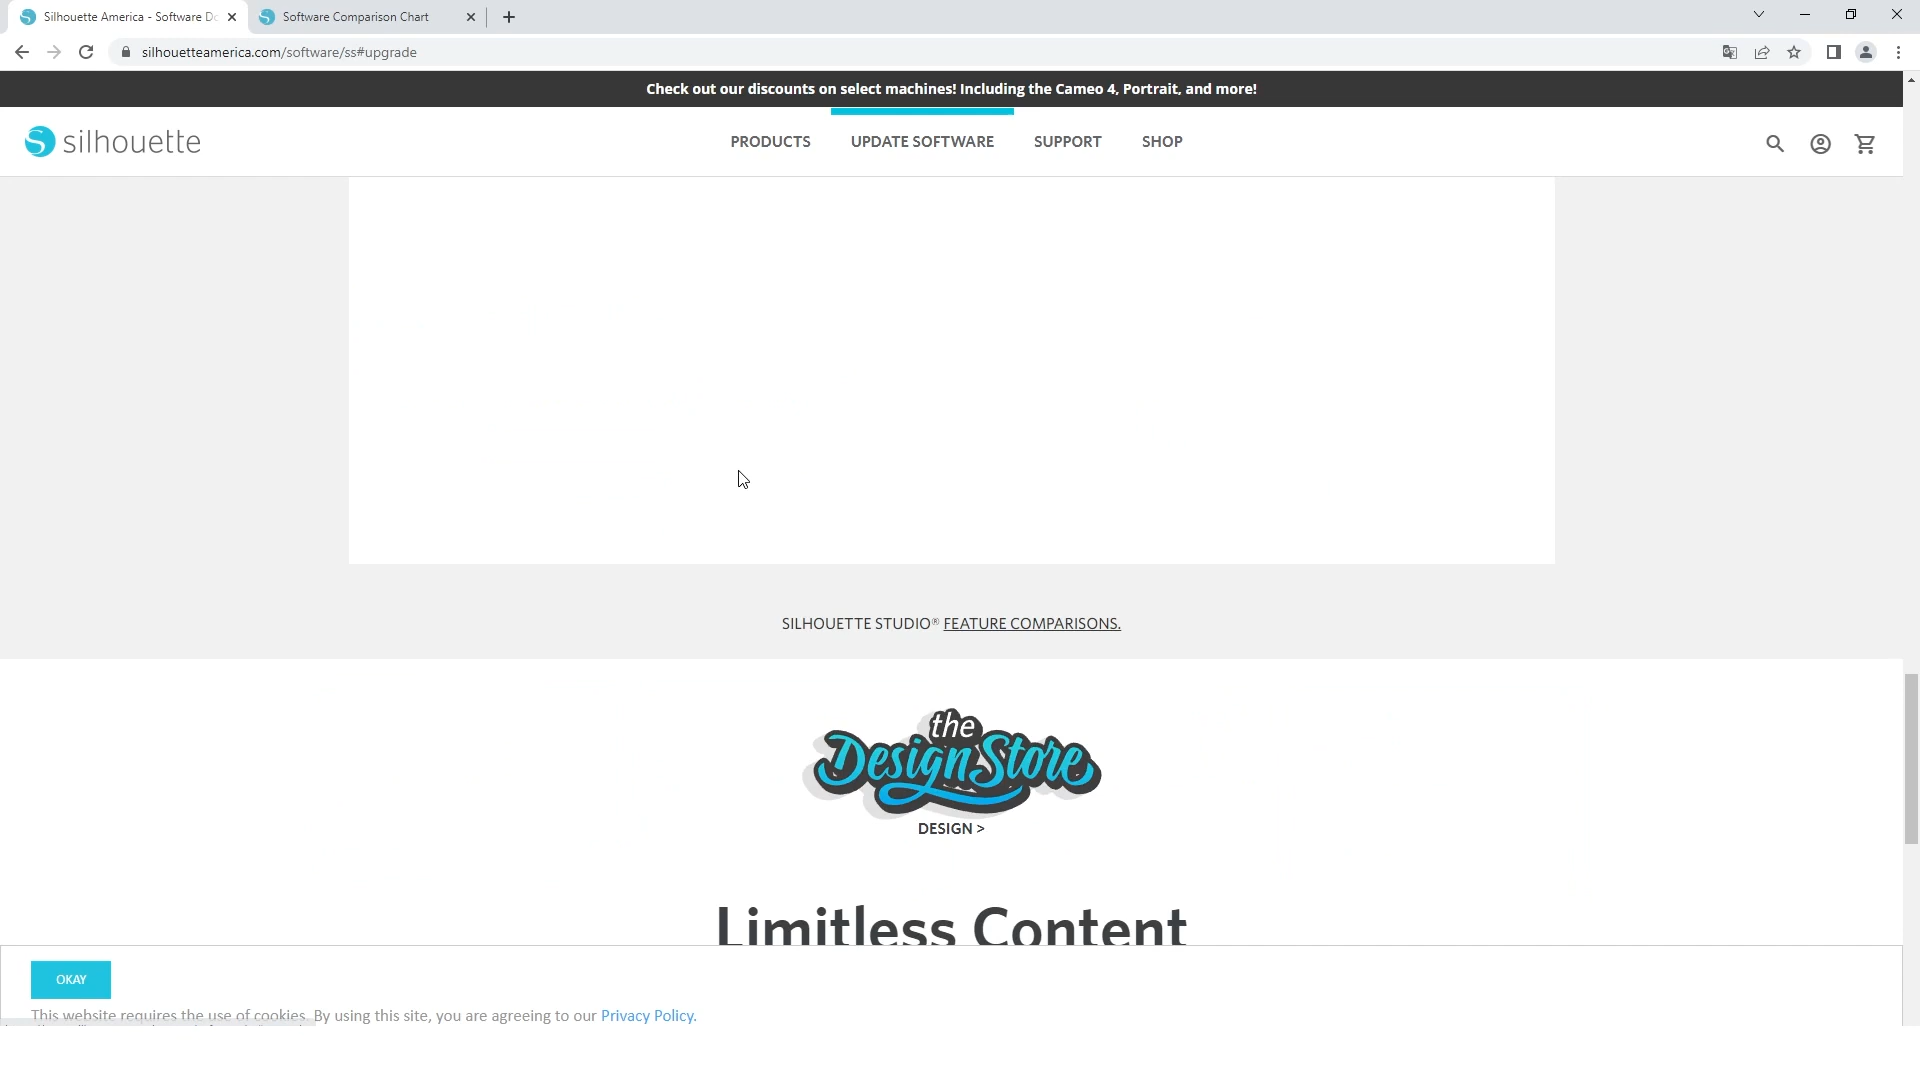 Silhouette America - Software Do
Software Comparison Chart
silhouetteamerica.com/software/ss#upgrade
Check out our discounts on select machines! Including the Cameo 4, Portrait, and more!
silhouette
PRODUCTS
UPDATE SOFTWARE
SUPPORT
SHOP
SILHOUETTE STUDIO® FEATURE COMPARISONS.
the
Design Store
DESIGN >
Limitless Content
OKAY
This website requires the use of cookies. By using this site, you are agreeing to our Privacy Policy.